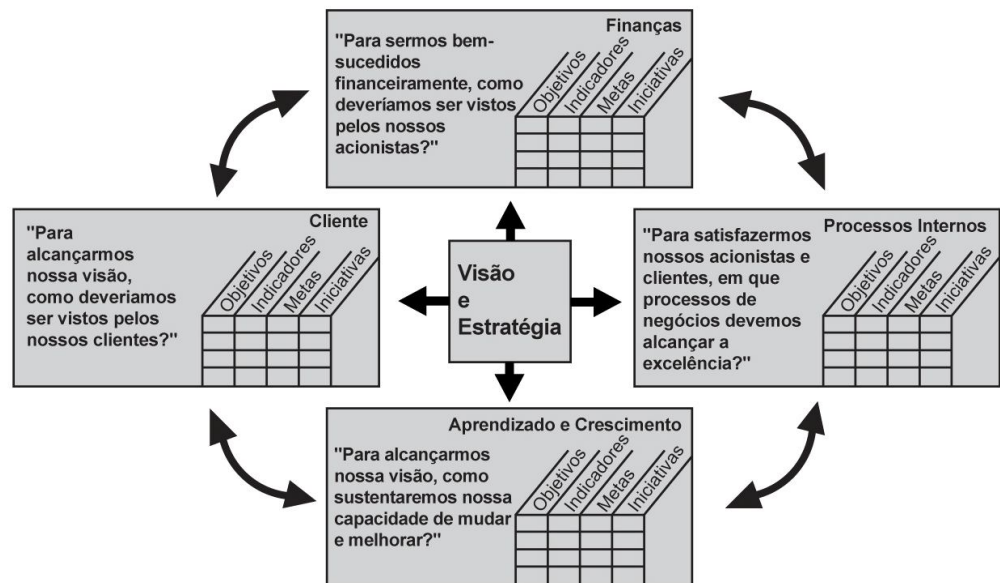 Finanças
"Para sermos bem-
sucedidos
financeiramente, como
deveríamos ser vistos
pelos nossos
acionistas?"
Objetivos
Indicadores
Metas
Iniciativas
Cliente
"Para
alcançarmos
nossa visão,
como deveriamos
ser vistos pelos
nossos clientes?"
Objetivos
Indicadores
Metas
Iniciativas
Visão
e
Estratégia
Processos Internos
"Para satisfazermos
nossos acionistas e
clientes, em que
processos de
negócios devemos
alcançar a
excelência?"
Objetivos
Indicadores
Metas
Iniciativas
Aprendizado e Crescimento
"Para alcançarmos
nossa visão, como
sustentaremos nossa
capacidade de mudar
e melhorar?"
Objetivos
Indicadores
Metas
Iniciativas